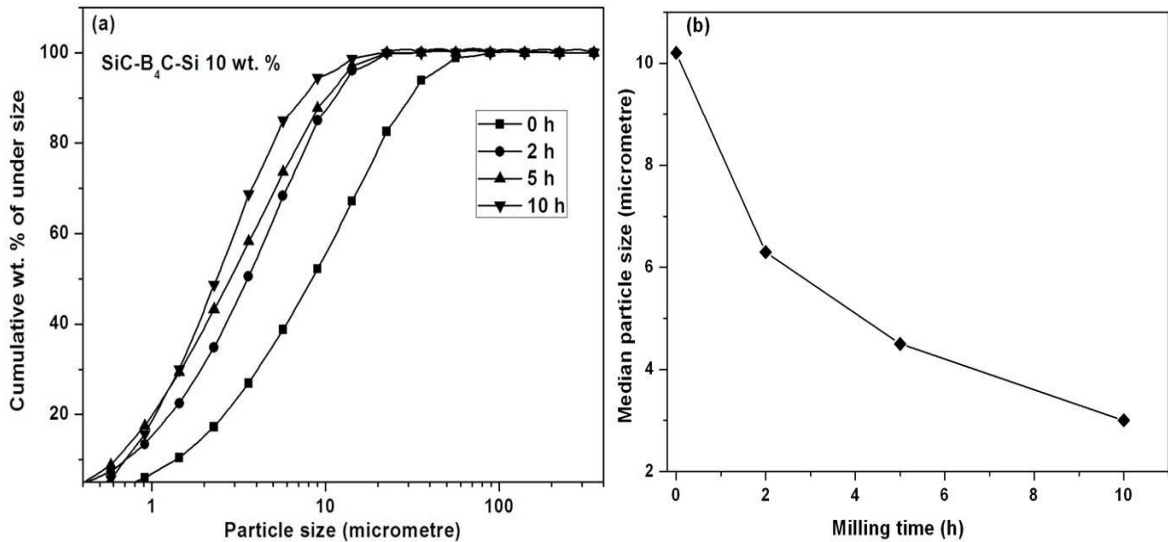 (a)
SiC-B₄C-Si 10 wt. %
Cumulative wt. % of under size
100
80
60
40
20
0 h
2 h
5 h
10 h
1
10
100
Particle size (micrometre)
(b)
Median particle size (micrometre)
10
8
6
4
2
0
2
4
6
8
10
Milling time (h)